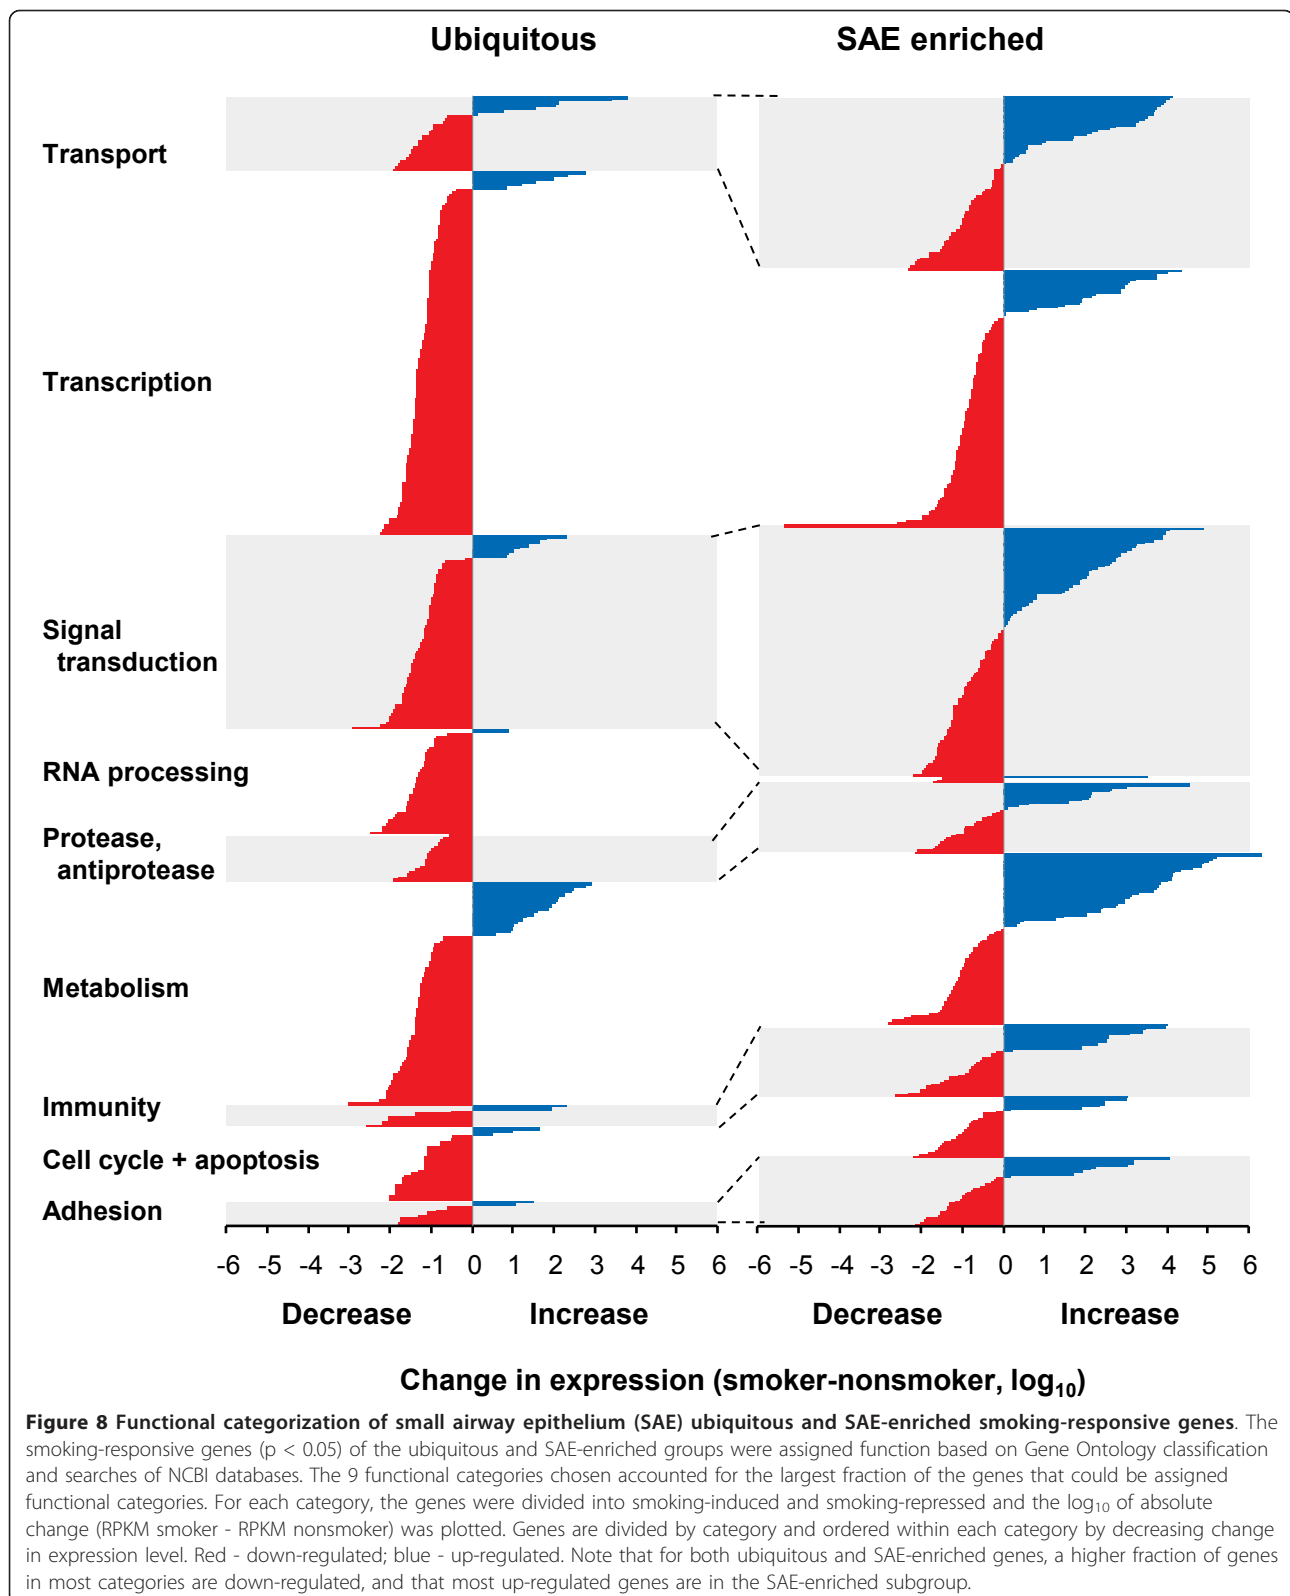 Ubiquitous
SAE enriched
Transport
Transcription
Signal
transduction
RNA processing
Protease,
antiprotease
Metabolism
Immunity
Cell cycle + apoptosis
Adhesion
-6 -5 -4 -3 -2 -1 0 1 2 3 4 5 6
-6 -5 -4 -3 -2 -1 0 1 2 3 4 5 6
Decrease Increase
Decrease Increase
Change in expression (smoker-nonsmoker, log10)
Figure 8 Functional categorization of small airway epithelium (SAE) ubiquitous and SAE-enriched smoking-responsive genes. The
smoking-responsive genes (p < 0.05) of the ubiquitous and SAE-enriched groups were assigned function based on Gene Ontology classification
and searches of NCBI databases. The 9 functional categories chosen accounted for the largest fraction of the genes that could be assigned
functional categories. For each category, the genes were divided into smoking-induced and smoking-repressed and the log10 of absolute
change (RPKM smoker - RPKM nonsmoker) was plotted. Genes are divided by category and ordered within each category by decreasing change
in expression level. Red - down-regulated; blue - up-regulated. Note that for both ubiquitous and SAE-enriched genes, a higher fraction of genes
in most categories are down-regulated, and that most up-regulated genes are in the SAE-enriched subgroup.